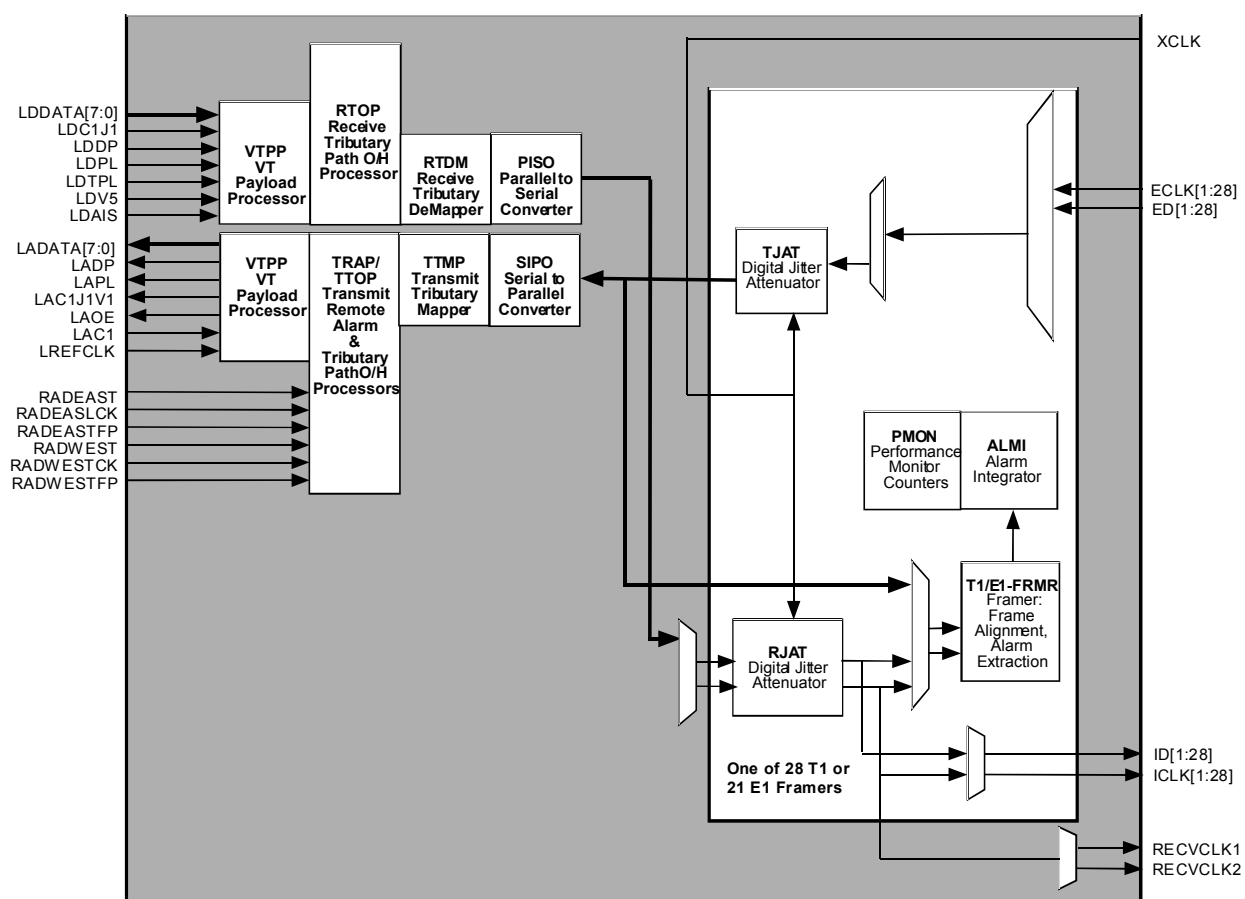 XCLK
LDDATA[7:0]
LDC1J1
LDDP
LDPL
LDTPL
LDV5
LDAIS
VTPP
VT
Payload
Processor
RTOP
Receive
Tributary
Path O/H
Processor
RTDM
Receive
Tributary
DeMapper
PISO
Parallel to
Serial
Converter
ECLK[1:28]
ED[1:28]
LADATA[7:0]
LADP
LAPL
LAC1J1V1
LAOE
LAC1
LREFCLK
VTPP
VT
Payload
Processor
TRAP/
TTOP
Transmit
Remote
Alarm
&
Tributary
PathO/H
Processors
TTMP
Transmit
Tributary
Mapper
SIPO
Serial to
Parallel
Converter
TJAT
Digital Jitter
Attenuator
RADEAST
RADEASLCK
RADEASTFP
RADWEST
RADWESTCK
RADWESTFP
PMON
Performance
Monitor
Counters
ALMI
Alarm
Integrator
T1/E1-FRMR
Framer:
Frame
Alignment,
Alarm
Extraction
RJAT
Digital Jitter
Attenuator
One of 28 T1 or
21 E1 Framers
ID[1:28]
ICLK[1:28]
RECVCLK1
RECVCLK2